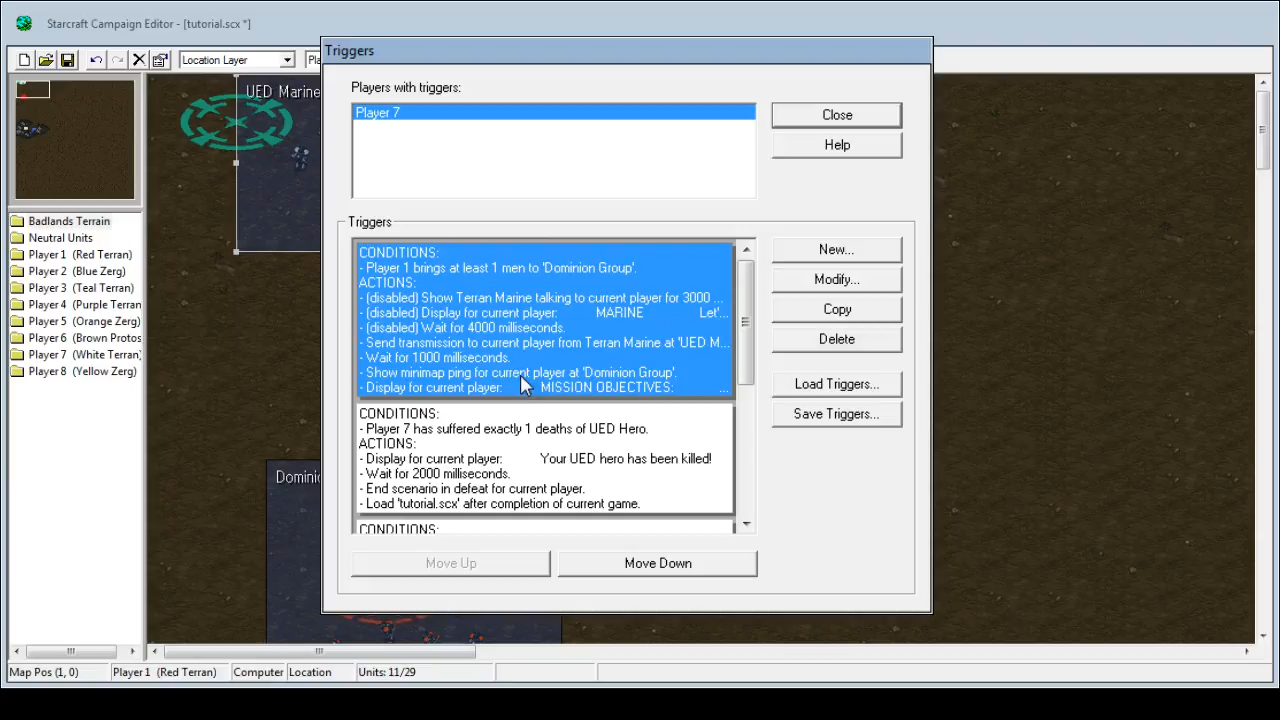 Starcraft Campaign Editor - [tutorial.scx *]
Triggers
Location Layer
Pla
UED Marine
Players with triggers:
Player 7
Close
Help
Triggers
CONDITIONS:
- Player 1 brings at least 1 men to 'Dominion Group'.
ACTIONS:
- (disabled) Show Terran Marine talking to current player for 3000 ...
- (disabled) Display for current player: MARINE Let'...
- (disabled) Wait for 4000 milliseconds.
- Send transmission to current player from Terran Marine at 'UED M...
- Wait for 1000 milliseconds.
- Show minimap ping for current player at 'Dominion Group'.
- Display for current player: MISSION OBJECTIVES: ...
CONDITIONS:
- Player 7 has suffered exactly 1 deaths of UED Hero.
ACTIONS:
- Display for current player: Your UED hero has been killed!
- Wait for 2000 milliseconds.
- End scenario in defeat for current player.
- Load 'tutorial.scx' after completion of current game.
CONDITIONS:
New...
Modify...
Copy
Delete
Load Triggers...
Save Triggers...
Move Up
Move Down
Badlands Terrain
Neutral Units
Player 1 (Red Terran)
Player 2 (Blue Zerg)
Player 3 (Teal Terran)
Player 4 (Purple Terran
Player 5 (Orange Zerg)
Player 6 (Brown Protos
Player 7 (White Terran)
Player 8 (Yellow Zerg)
Dominio
Map Pos (1, 0)
Player 1 (Red Terran)
Computer
Location
Units: 11/29